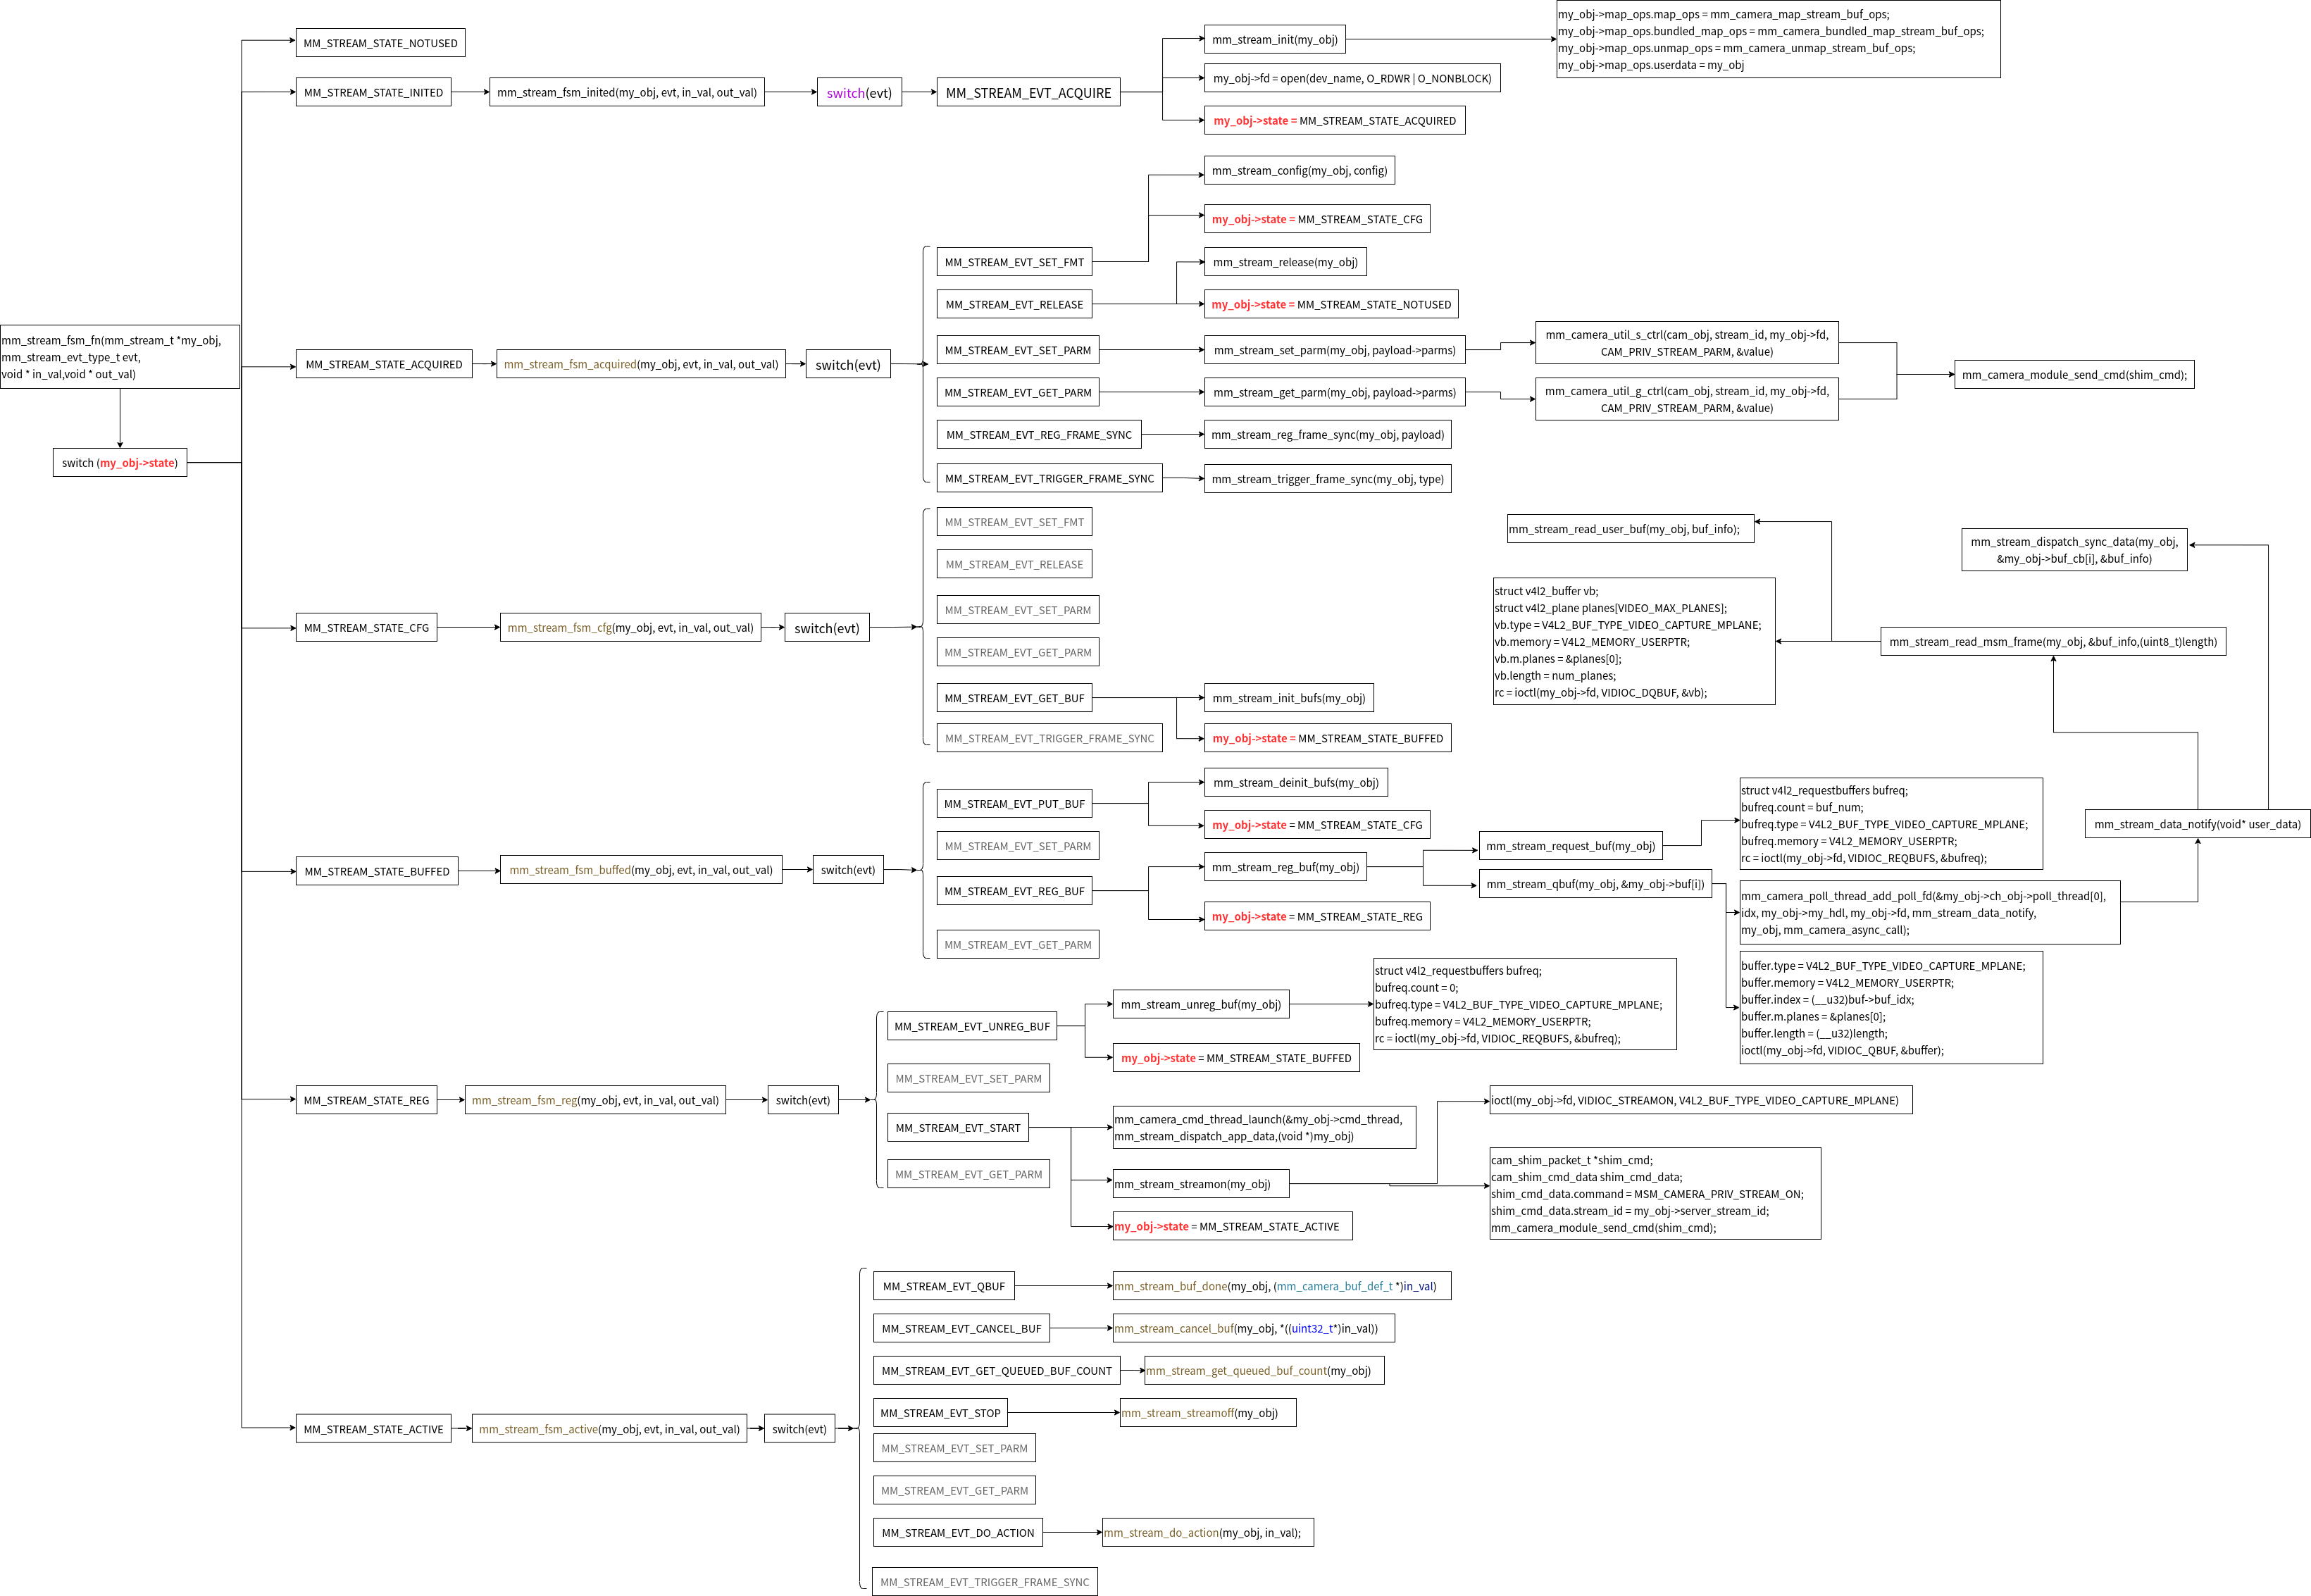 mm_stream_fsm_fn(mm_stream_t *my_obj,
mm_stream_evt_type_t evt,
void * in_val,void * out_val)
switch (my_obj->state)
MM_STREAM_STATE_NOTUSED
MM_STREAM_STATE_INITED
mm_stream_fsm_inited(my_obj, evt, in_val, out_val)
switch(evt)
MM_STREAM_EVT_ACQUIRE
mm_stream_init(my_obj)
my_obj->map_ops.map_ops = mm_camera_map_stream_buf_ops;
my_obj->map_ops.bundled_map_ops = mm_camera_bundled_map_stream_buf_ops;
my_obj->map_ops.unmap_ops = mm_camera_unmap_stream_buf_ops;
my_obj->map_ops.userdata = my_obj
my_obj->fd = open(dev_name, O_RDWR | O_NONBLOCK)
my_obj->state = MM_STREAM_STATE_ACQUIRED
MM_STREAM_STATE_ACQUIRED
mm_stream_fsm_acquired(my_obj, evt, in_val, out_val)
switch(evt)
MM_STREAM_EVT_SET_FMT
mm_stream_config(my_obj, config)
my_obj->state = MM_STREAM_STATE_CFG
MM_STREAM_EVT_RELEASE
mm_stream_release(my_obj)
my_obj->state = MM_STREAM_STATE_NOTUSED
MM_STREAM_EVT_SET_PARM
mm_stream_set_parm(my_obj, payload->parms)
mm_camera_util_s_ctrl(cam_obj, stream_id, my_obj->fd,
CAM_PRIV_STREAM_PARM, &value)
MM_STREAM_EVT_GET_PARM
mm_stream_get_parm(my_obj, payload->parms)
mm_camera_util_g_ctrl(cam_obj, stream_id, my_obj->fd,
CAM_PRIV_STREAM_PARM, &value)
mm_camera_module_send_cmd(shim_cmd);
MM_STREAM_EVT_REG_FRAME_SYNC
mm_stream_reg_frame_sync(my_obj, payload)
MM_STREAM_EVT_TRIGGER_FRAME_SYNC
mm_stream_trigger_frame_sync(my_obj, type)
MM_STREAM_STATE_CFG
mm_stream_fsm_cfg(my_obj, evt, in_val, out_val)
switch(evt)
MM_STREAM_EVT_SET_FMT
MM_STREAM_EVT_RELEASE
MM_STREAM_EVT_SET_PARM
MM_STREAM_EVT_GET_PARM
MM_STREAM_EVT_GET_BUF
mm_stream_init_bufs(my_obj)
my_obj->state = MM_STREAM_STATE_BUFFED
MM_STREAM_EVT_TRIGGER_FRAME_SYNC
mm_stream_read_user_buf(my_obj, buf_info);
mm_stream_dispatch_sync_data(my_obj,
&my_obj->buf_cb[i], &buf_info)
struct v4l2_buffer vb;
struct v4l2_plane planes[VIDEO_MAX_PLANES];
vb.type = V4L2_BUF_TYPE_VIDEO_CAPTURE_MPLANE;
vb.memory = V4L2_MEMORY_USERPTR;
vb.m.planes = &planes[0];
vb.length = num_planes;
rc = ioctl(my_obj->fd, VIDIOC_DQBUF, &vb);
mm_stream_read_msm_frame(my_obj, &buf_info,(uint8_t)length)
mm_stream_data_notify(void* user_data)
MM_STREAM_STATE_BUFFED
mm_stream_fsm_buffed(my_obj, evt, in_val, out_val)
switch(evt)
MM_STREAM_EVT_PUT_BUF
mm_stream_deinit_bufs(my_obj)
my_obj->state = MM_STREAM_STATE_CFG
MM_STREAM_EVT_SET_PARM
MM_STREAM_EVT_REG_BUF
mm_stream_reg_buf(my_obj)
my_obj->state = MM_STREAM_STATE_REG
MM_STREAM_EVT_GET_PARM
mm_stream_request_buf(my_obj)
struct v4l2_requestbuffers bufreq;
bufreq.count = buf_num;
bufreq.type = V4L2_BUF_TYPE_VIDEO_CAPTURE_MPLANE;
bufreq.memory = V4L2_MEMORY_USERPTR;
rc = ioctl(my_obj->fd, VIDIOC_REQBUFS, &bufreq);
mm_stream_qbuf(my_obj, &my_obj->buf[i])
mm_camera_poll_thread_add_poll_fd(&my_obj->ch_obj->poll_thread[0],
idx, my_obj->my_hdl, my_obj->fd, mm_stream_data_notify,
my_obj, mm_camera_async_call);
buffer.type = V4L2_BUF_TYPE_VIDEO_CAPTURE_MPLANE;
buffer.memory = V4L2_MEMORY_USERPTR;
buffer.index = (__u32)buf->buf_idx;
buffer.m.planes = &planes[0];
buffer.length = (__u32)length;
ioctl(my_obj->fd, VIDIOC_QBUF, &buffer);
MM_STREAM_STATE_REG
mm_stream_fsm_reg(my_obj, evt, in_val, out_val)
switch(evt)
MM_STREAM_EVT_UNREG_BUF
mm_stream_unreg_buf(my_obj)
struct v4l2_requestbuffers bufreq;
bufreq.count = 0;
bufreq.type = V4L2_BUF_TYPE_VIDEO_CAPTURE_MPLANE;
bufreq.memory = V4L2_MEMORY_USERPTR;
rc = ioctl(my_obj->fd, VIDIOC_REQBUFS, &bufreq);
my_obj->state = MM_STREAM_STATE_BUFFED
MM_STREAM_EVT_SET_PARM
MM_STREAM_EVT_START
mm_camera_cmd_thread_launch(&my_obj->cmd_thread,
mm_stream_dispatch_app_data,(void *)my_obj)
mm_stream_streamon(my_obj)
my_obj->state = MM_STREAM_STATE_ACTIVE
MM_STREAM_EVT_GET_PARM
ioctl(my_obj->fd, VIDIOC_STREAMON, V4L2_BUF_TYPE_VIDEO_CAPTURE_MPLANE)
cam_shim_packet_t *shim_cmd;
cam_shim_cmd_data shim_cmd_data;
shim_cmd_data.command = MSM_CAMERA_PRIV_STREAM_ON;
shim_cmd_data.stream_id = my_obj->server_stream_id;
mm_camera_module_send_cmd(shim_cmd);
MM_STREAM_STATE_ACTIVE
mm_stream_fsm_active(my_obj, evt, in_val, out_val)
switch(evt)
MM_STREAM_EVT_QBUF
mm_stream_buf_done(my_obj, (mm_camera_buf_def_t *)in_val)
MM_STREAM_EVT_CANCEL_BUF
mm_stream_cancel_buf(my_obj, *((uint32_t*)in_val))
MM_STREAM_EVT_GET_QUEUED_BUF_COUNT
mm_stream_get_queued_buf_count(my_obj)
MM_STREAM_EVT_STOP
mm_stream_streamoff(my_obj)
MM_STREAM_EVT_SET_PARM
MM_STREAM_EVT_GET_PARM
MM_STREAM_EVT_DO_ACTION
mm_stream_do_action(my_obj, in_val);
MM_STREAM_EVT_TRIGGER_FRAME_SYNC